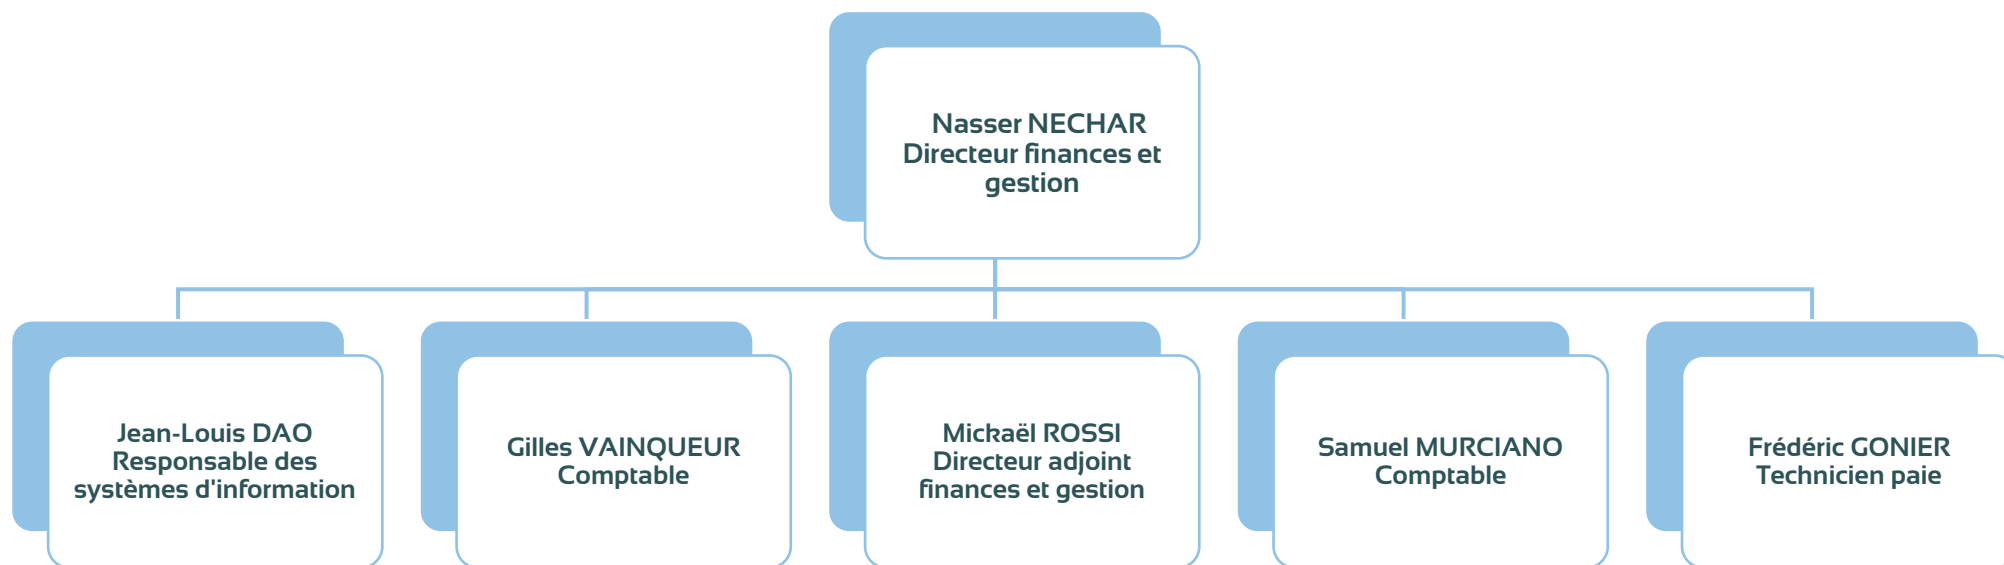 Nasser NECHAR
Directeur finances et
gestion
Jean-Louis DAO
Responsable des
systèmes d'information
Gilles VAINQUEUR
Comptable
Mickaël ROSSI
Directeur adjoint
finances et gestion
Samuel MURCIANO
Comptable
Frédéric GONIER
Technicien paie